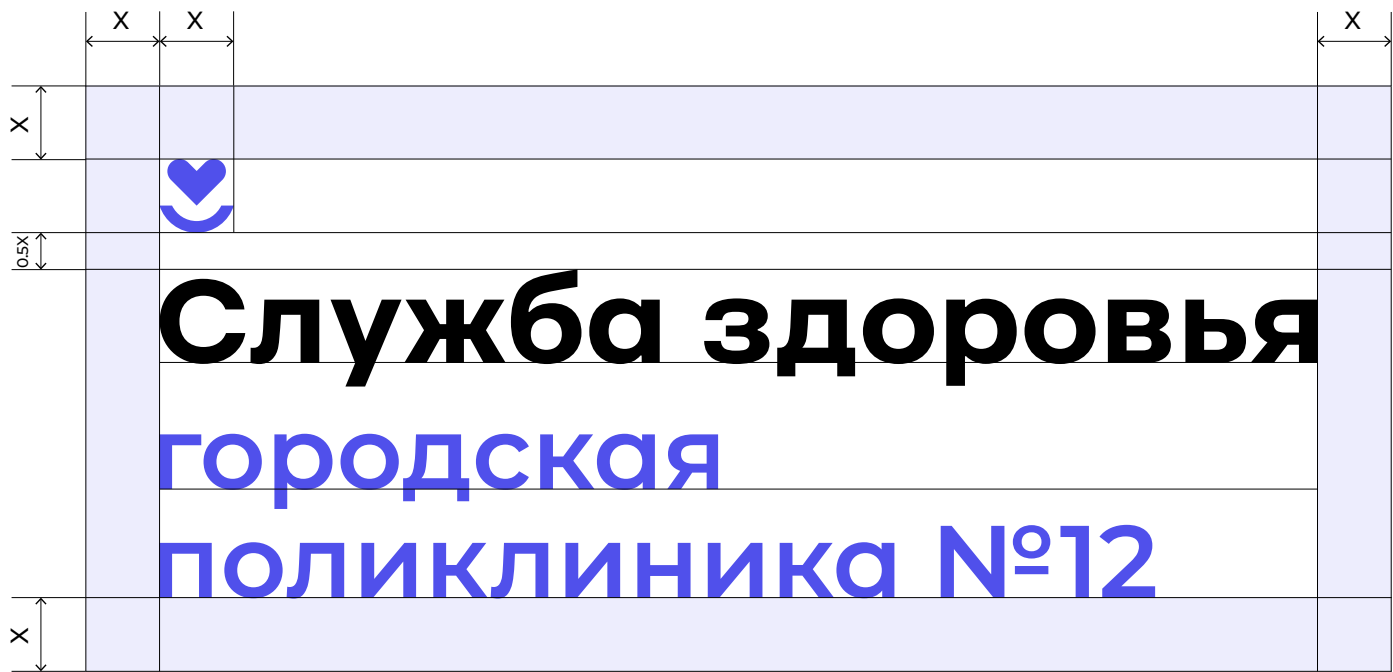 X X X
X
0.5X
Служба здоровья
городская
поликлиника №12
X